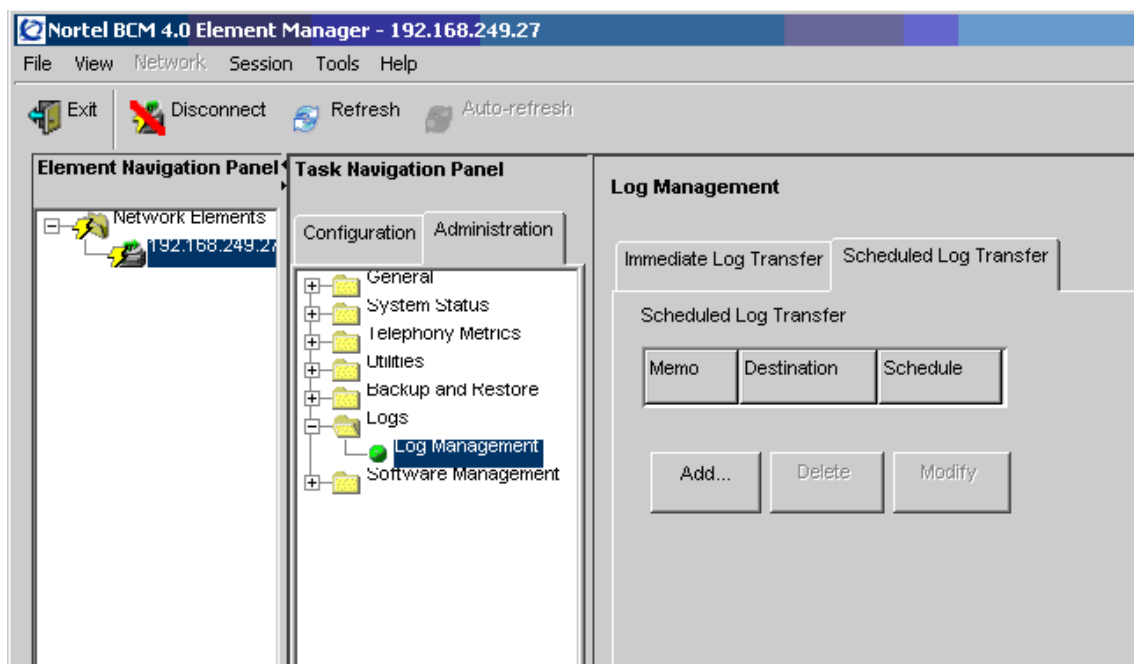 Nortel BCM 4.0 Element Manager - 192.168.249.27
File View Network Session Tools Help
Exit Disconnect Refresh Auto-refresh
Element Navigation Panel
Network Elements
192.168.249.27
Task Navigation Panel
Configuration Administration
General
System Status
Telephony Metrics
Utilities
Backup and Restore
Logs
Log Management
Software Management
Log Management
Immediate Log Transfer Scheduled Log Transfer
Scheduled Log Transfer
Memo Destination Schedule
Add... Delete Modify